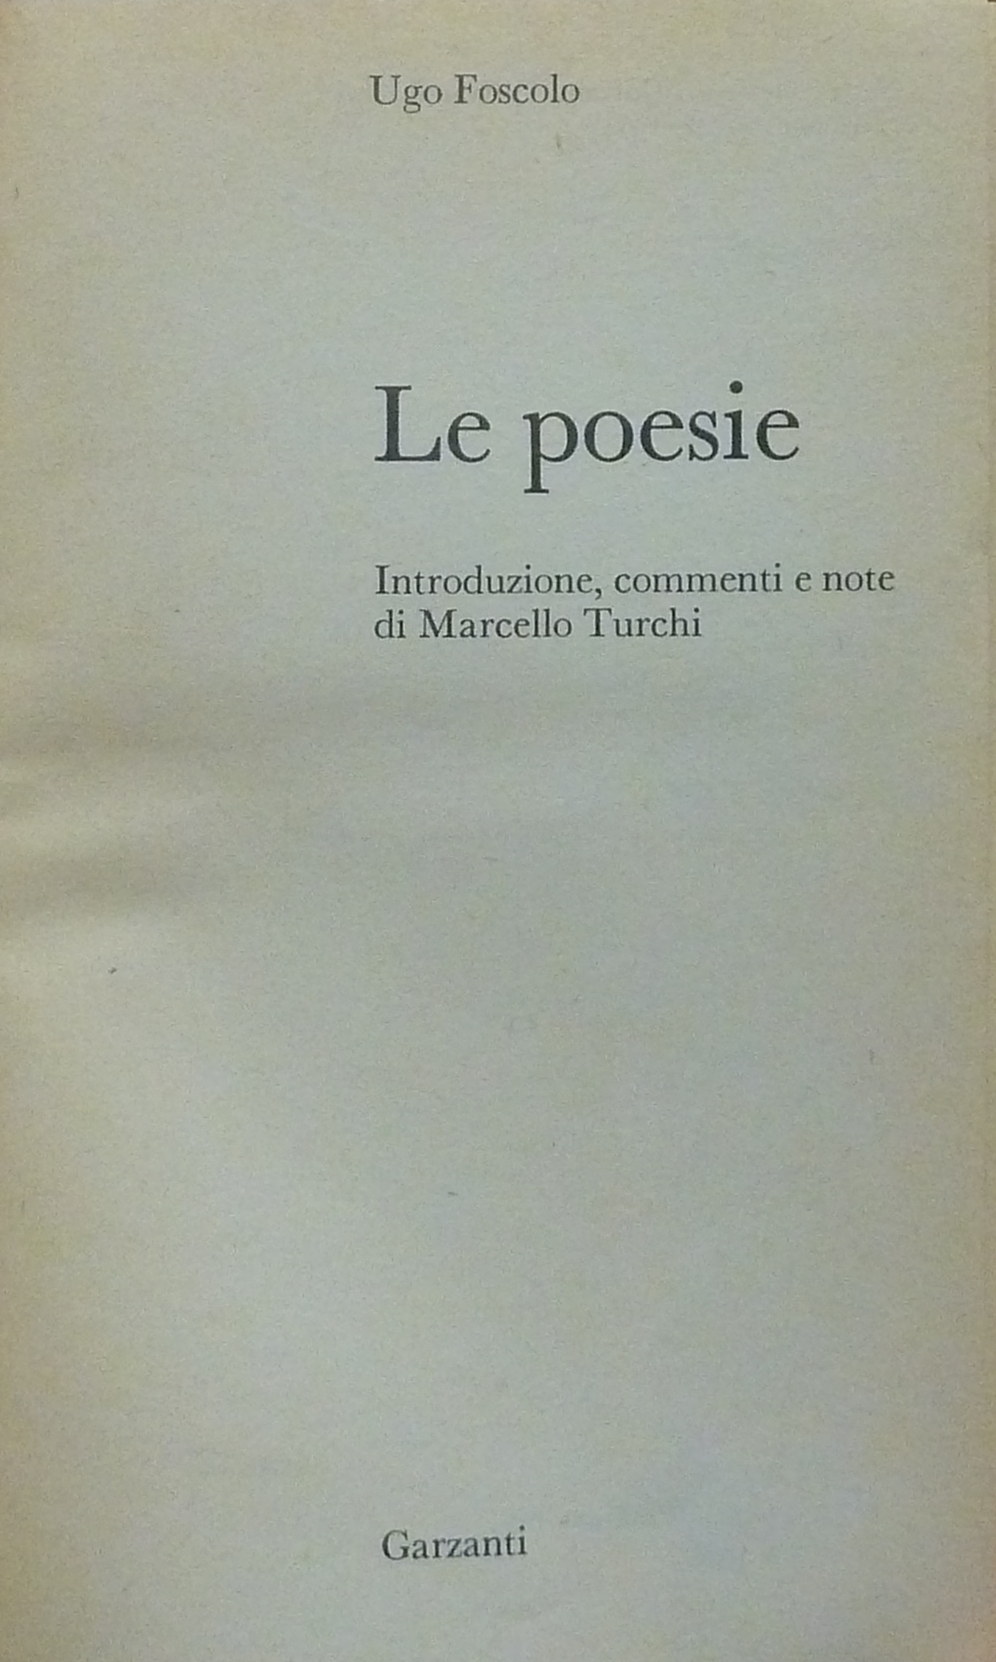 Ugo Foscolo
Le poesie
Introduzione, commenti e note
di Marcello Turchi
Garzanti